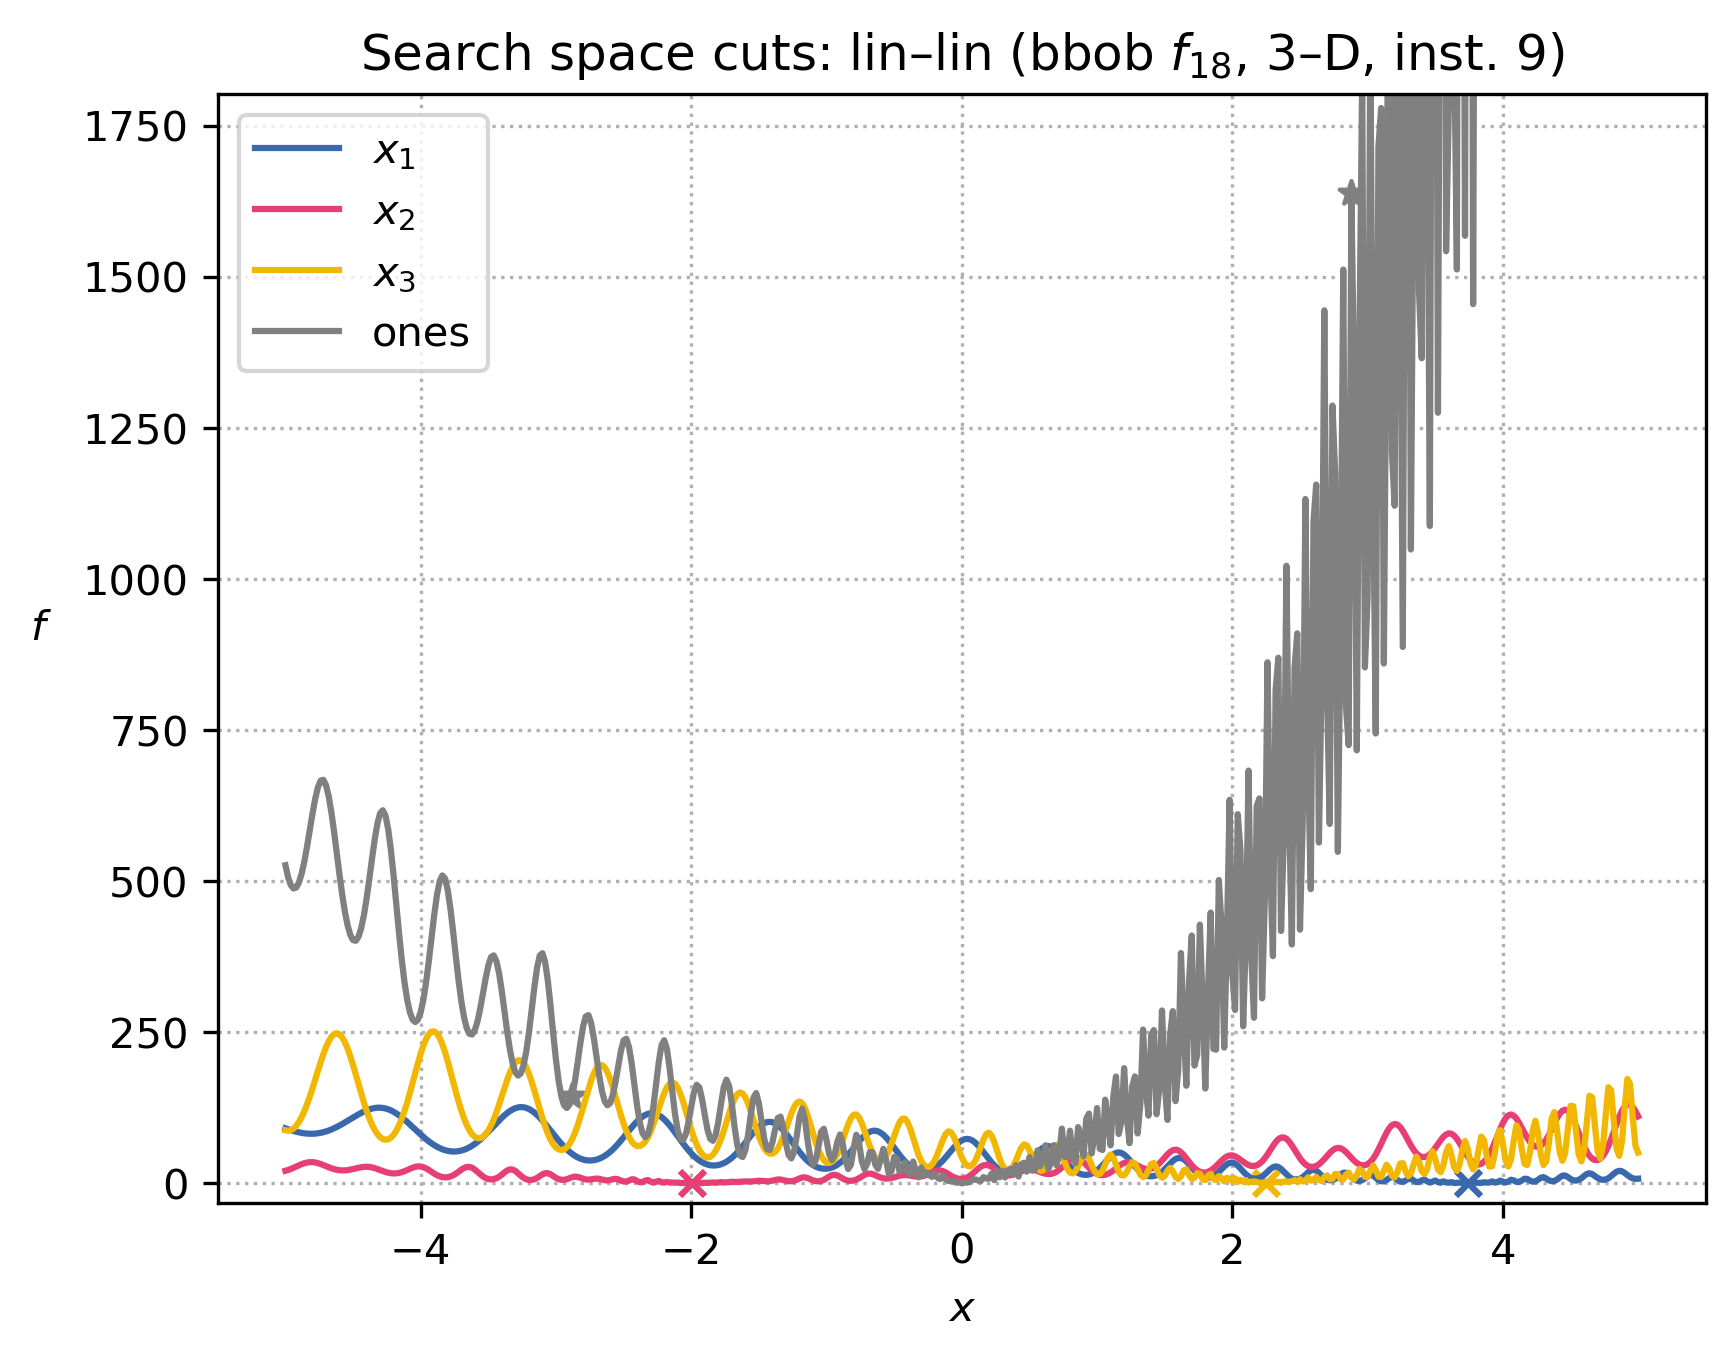 Search space cuts: lin–lin (bbob f18, 3–D, inst. 9)
x1
x2
x3
ones
1750
1500
1250
1000
750
500
250
0
f
−4
−2
0
2
4
x